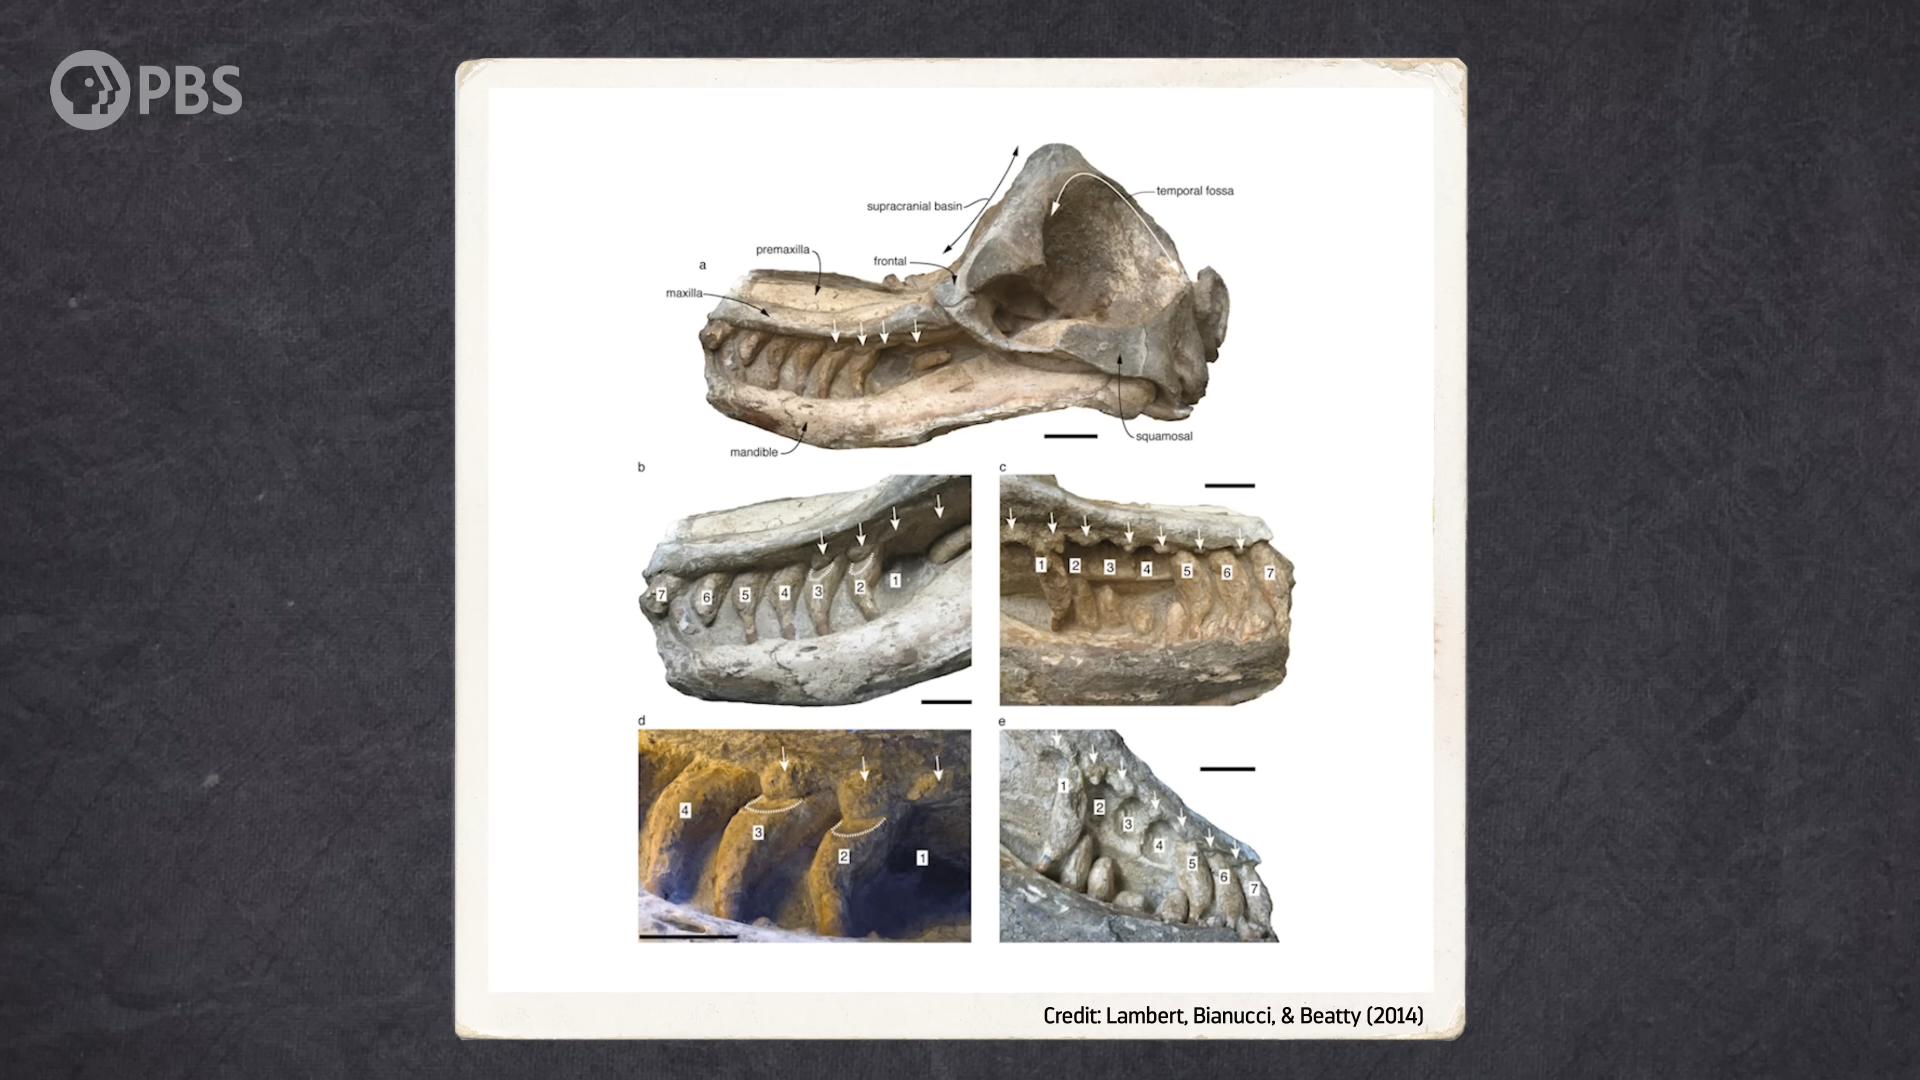 PBS
supracranial basin
temporal fossa
premaxilla
frontal
a
maxilla
squamosal
mandible
b
c
7 6 5 4 3 2 1
1 2 3 4 5 6 7
d
e
4 3 2 1
1 2 3 4 5 6 7
Credit: Lambert, Bianucci, & Beatty (2014)